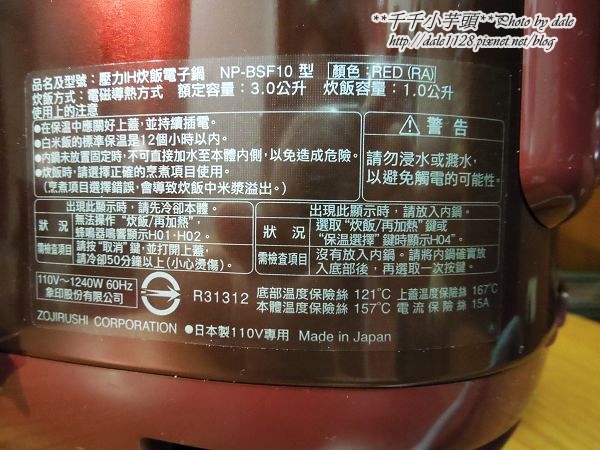 **千千小芋頭**Photo by dale
http://dale1128.pixnet.net/blog
品名及型號：壓力IH炊飯電子鍋 NP-BSF10 型 顏色：RED (RA)
炊飯方式：電磁導熱方式 額定容量：3.0公升 炊飯容量：1.0公升
使用上的注意
●在保溫中應關好上蓋，並持續插電。
●白米飯的標準保溫是12個小時以內。
●內鍋未放置固定時，不可直接加水至本體內側，以免造成危險。
●炊飯時，請選擇正確的烹煮項目。
(烹煮項目選擇錯誤，會導致炊飯中米漿溢出。)
⚠警告
請勿浸水或濺水，
以避免觸電的可能性。
出現此顯示時，請先冷卻本體。
狀況
無法操作“炊飯/再加熱”，
蜂鳴器鳴響顯示H01·H02。
需檢查項目
請按“取消”鍵，並打開上蓋，
請冷卻50分鐘以上(小心燙傷)。
出現此顯示時，請放入內鍋。
狀況
選取“炊飯/再加熱”鍵或
“保溫選擇”鍵時顯示H04”。
需檢查項目
沒有放入內鍋。請將內鍋確實放
入底部後，再選取一次按鍵。
110V～1240W 60Hz
象印股份有限公司
ZOJIRUSHI CORPORATION
R31312
底部溫度保險絲 121℃ 上蓋溫度保險絲 167℃
本體溫度保險絲 157℃ 電流保險絲 15A
●日本製110V專用 Made in Japan